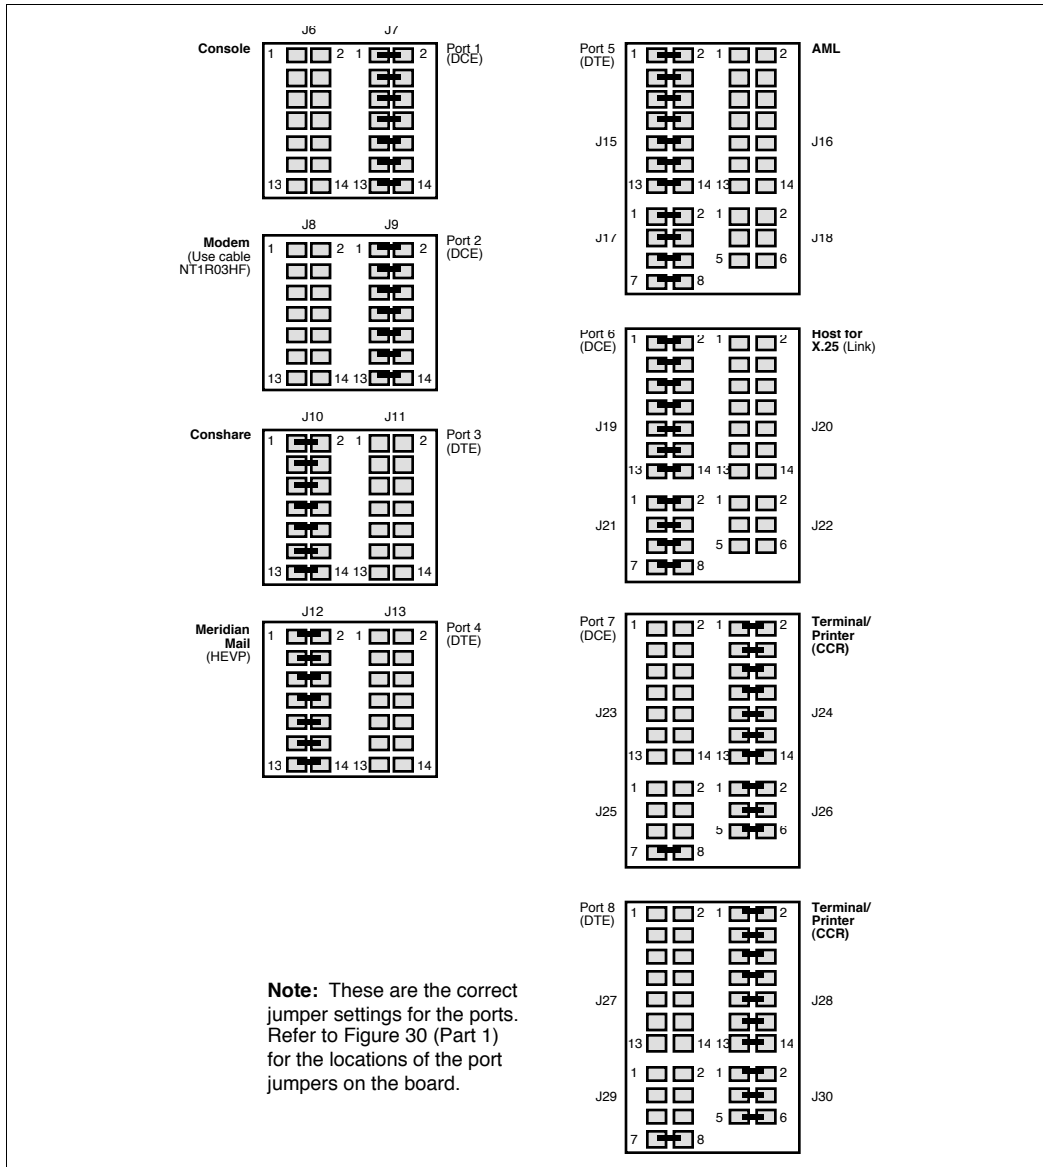 J6 J7
Console 1 2 1 2 Port 1
(DCE)
13 14 13 14
J8 J9
Modem 1 2 1 2 Port 2
(Use cable (DCE)
NT1R03HF)
13 14 13 14
J10 J11
Conshare 1 2 1 2 Port 3
(DTE)
13 14 13 14
J12 J13
Meridian 1 2 1 2 Port 4
Mail (DTE)
(HEVP)
13 14 13 14
Port 5 1 2 1 2 AML
(DTE)
J15 J16
13 14 13 14
1 2 1 2
J17 J18
5 6
7 8
Port 6 1 2 1 2 Host for
(DCE) X.25 (Link)
J19 J20
13 14 13 14
1 2 1 2
J21 J22
5 6
7 8
Port 7 1 2 1 2 Terminal/
(DCE) Printer
(CCR)
J23 J24
13 14 13 14
1 2 1 2
J25 J26
5 6
7 8
Port 8 1 2 1 2 Terminal/
(DTE) Printer
(CCR)
J27 J28
13 14 13 14
1 2 1 2
J29 J30
5 6
7 8
Note: These are the correct
jumper settings for the ports.
Refer to Figure 30 (Part 1)
for the locations of the port
jumpers on the board.